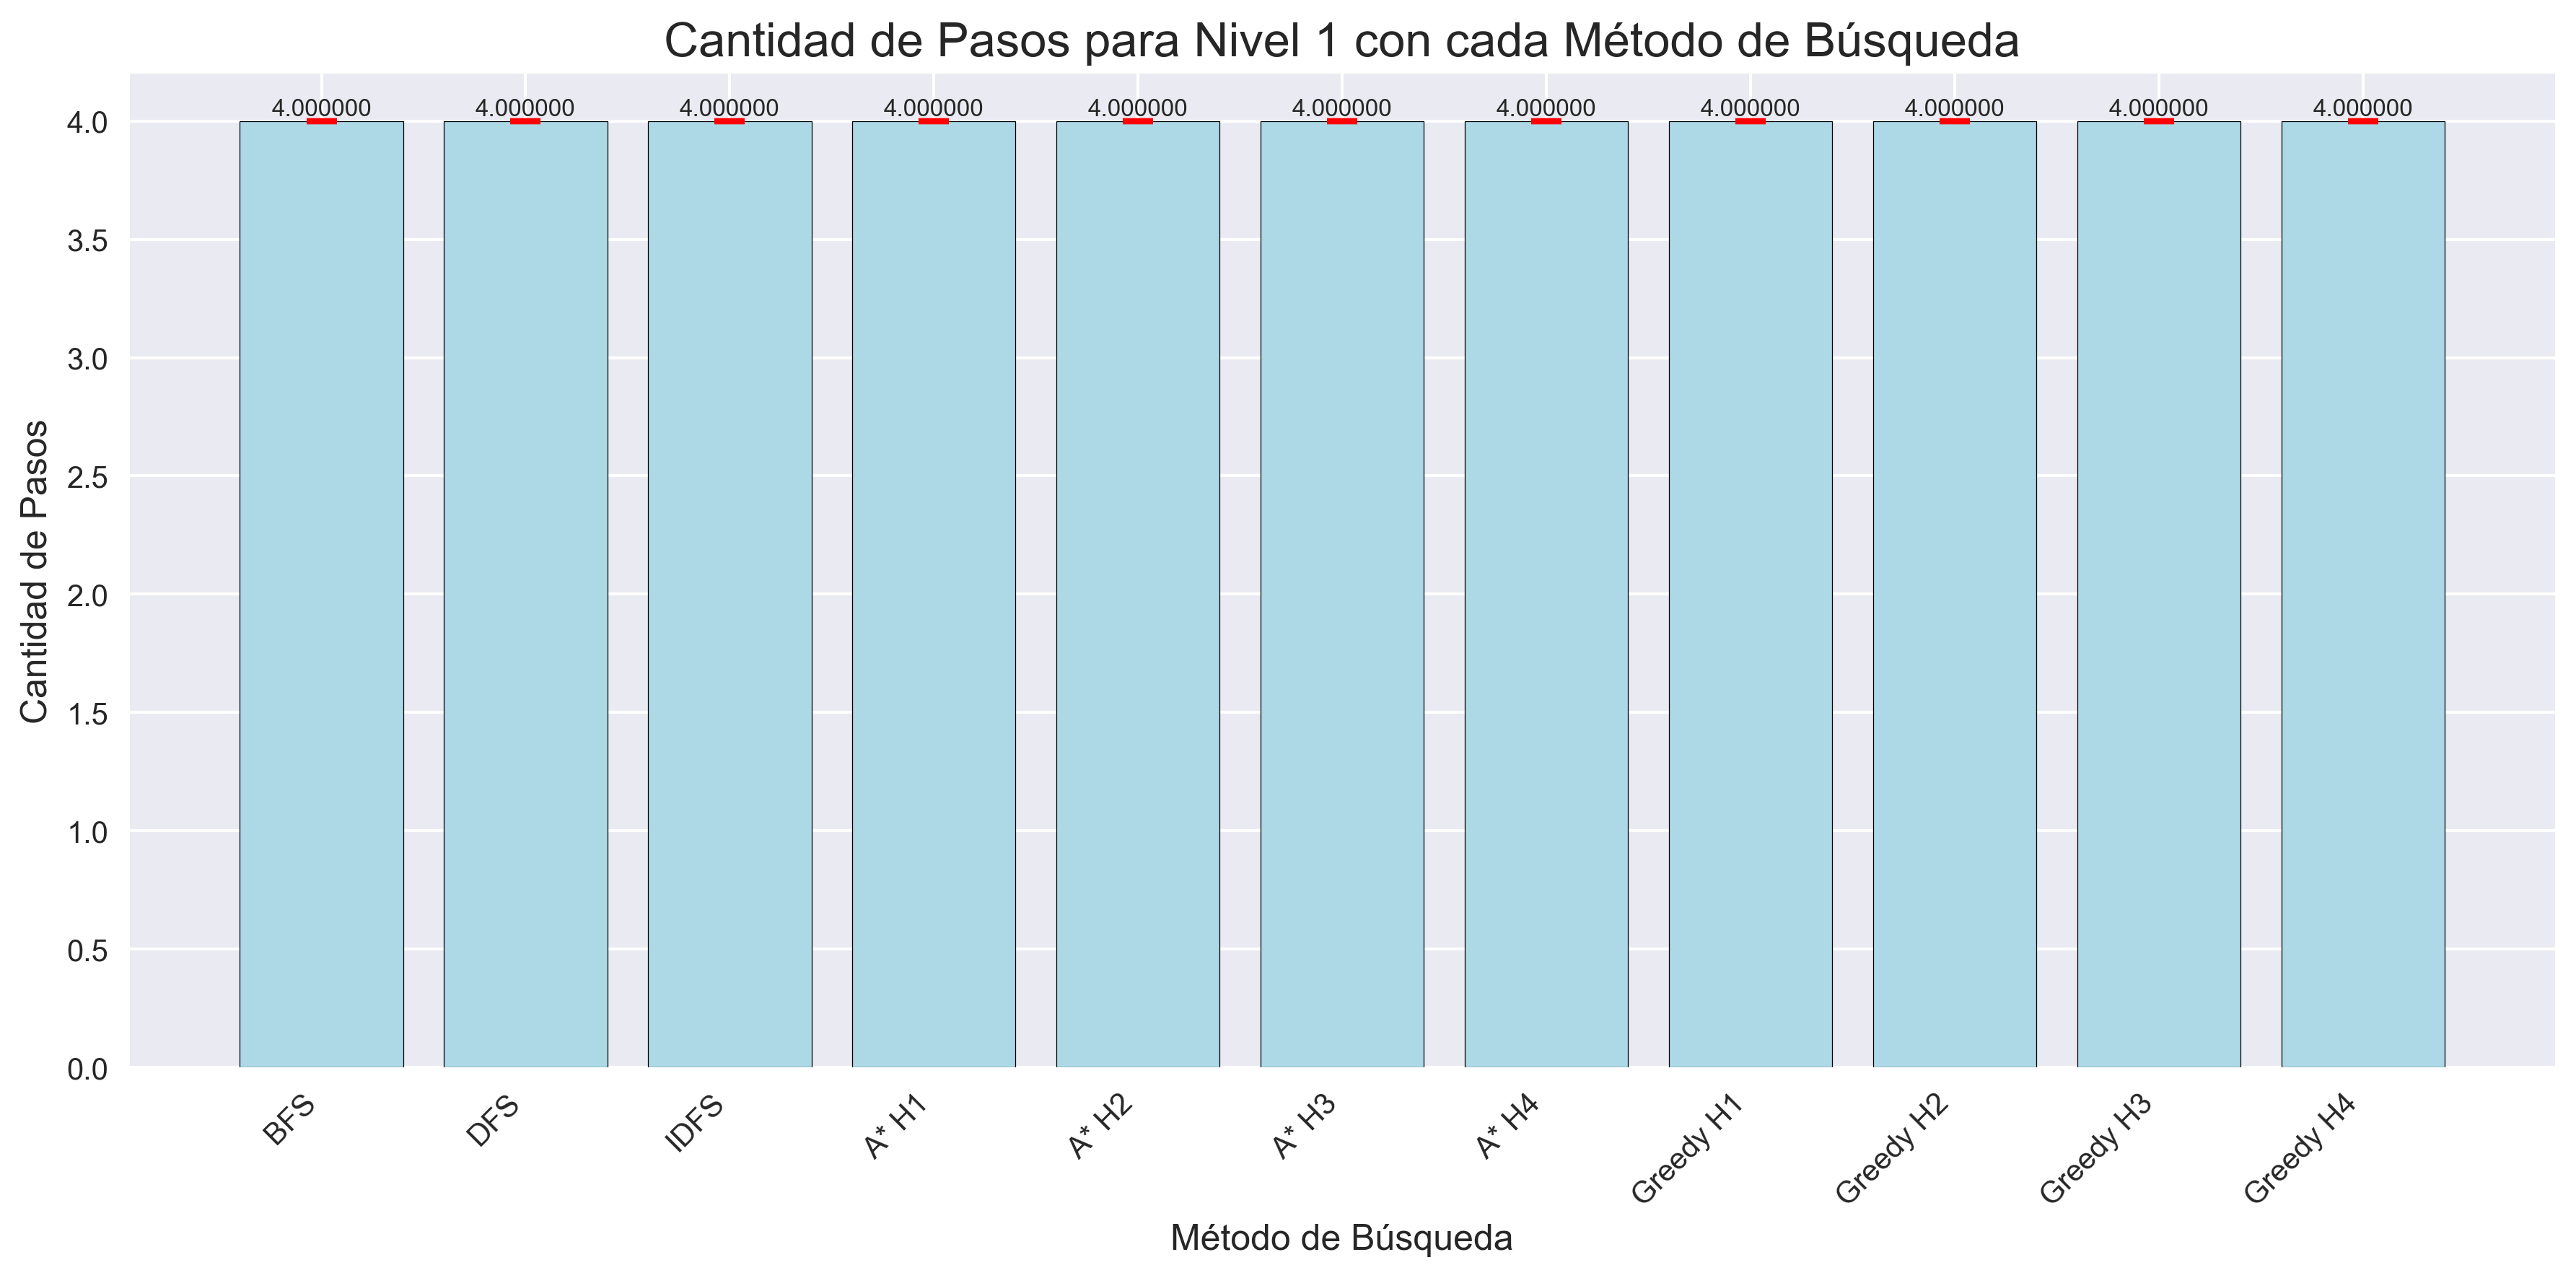 Cantidad de Pasos para Nivel 1 con cada Método de Búsqueda
4.000000 4.000000 4.000000 4.000000 4.000000 4.000000 4.000000 4.000000 4.000000 4.000000 4.000000
4.0
3.5
3.0
2.5
2.0
1.5
1.0
0.5
0.0
Cantidad de Pasos
BFS DFS IDFS A* H1 A* H2 A* H3 A* H4 Greedy H1 Greedy H2 Greedy H3 Greedy H4
Método de Búsqueda